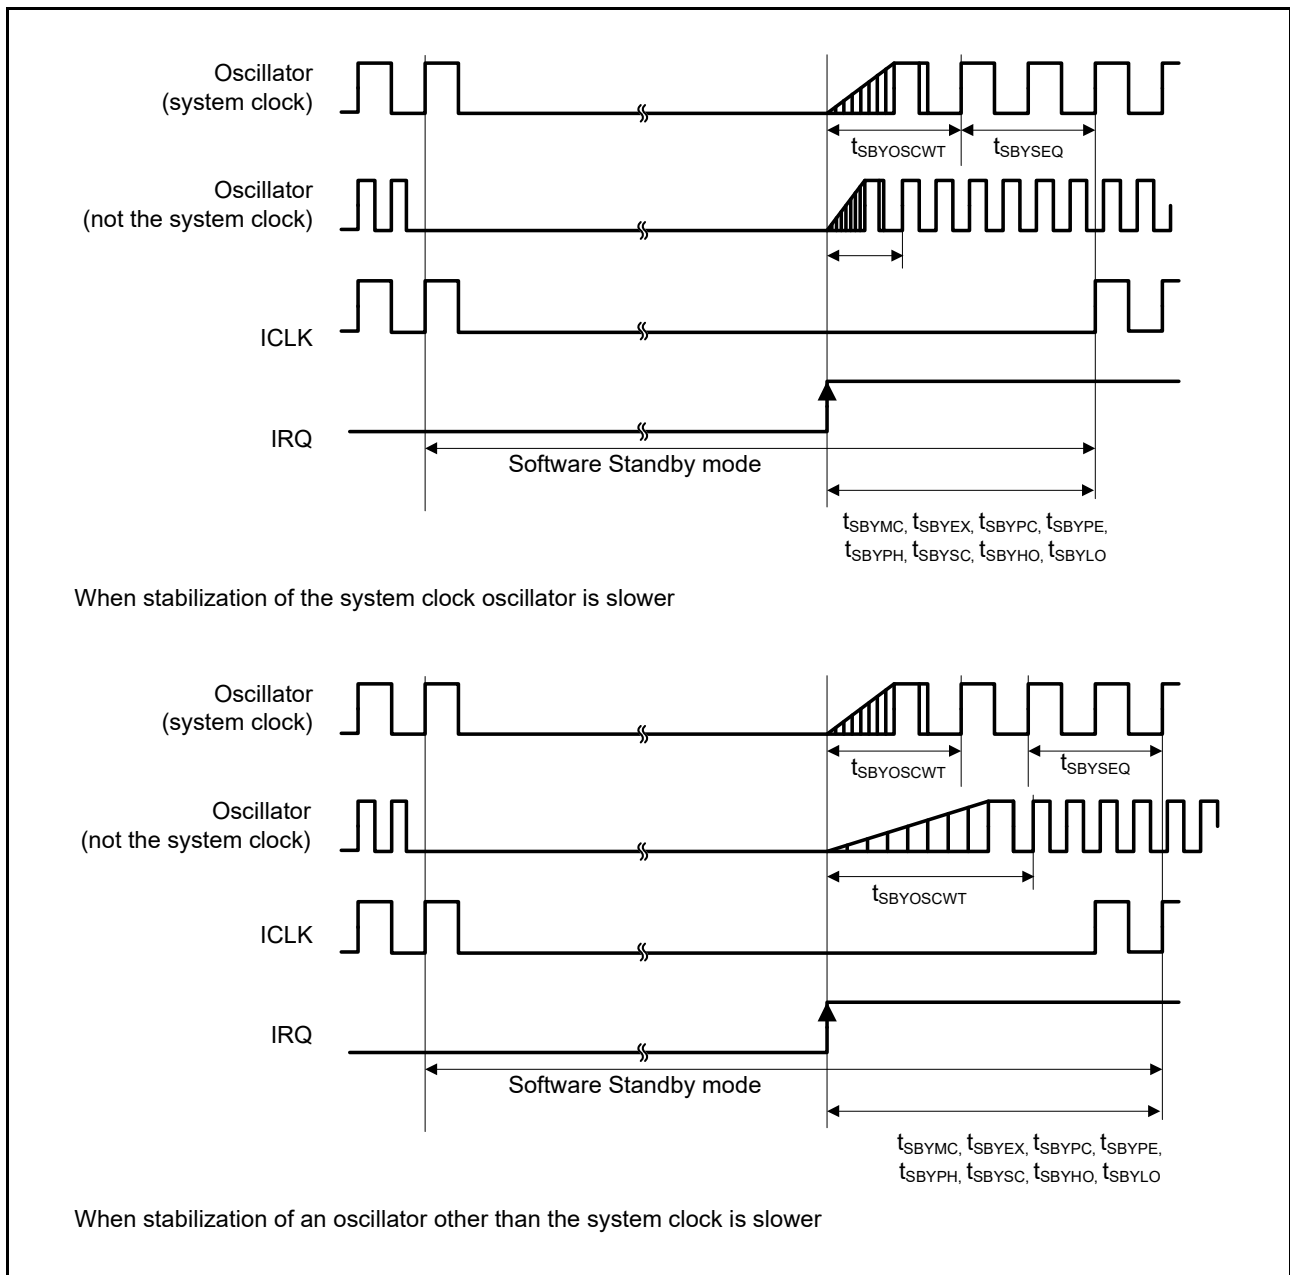 Oscillator
(system clock)
tSBYOSCWT
tSBYSEQ
Oscillator
(not the system clock)
ICLK
IRQ
Software Standby mode
tSBYMC, tSBYEX, tSBYPC, tSBYPE,
tSBYPH, tSBYSC, tSBYHO, tSBYLO
When stabilization of the system clock oscillator is slower
Oscillator
(system clock)
tSBYOSCWT
tSBYSEQ
Oscillator
(not the system clock)
tSBYOSCWT
ICLK
IRQ
Software Standby mode
tSBYMC, tSBYEX, tSBYPC, tSBYPE,
tSBYPH, tSBYSC, tSBYHO, tSBYLO
When stabilization of an oscillator other than the system clock is slower